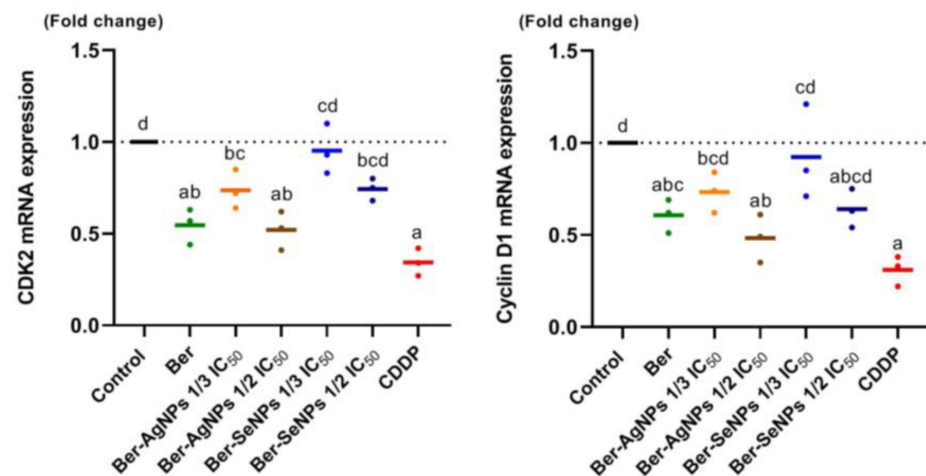 (Fold change)
CDK2 mRNA expression
1.5
1.0
0.5
0.0
d
ab
bc
ab
cd
bcd
a
Control
Ber
Ber-AgNPs 1/3 IC₅₀
Ber-AgNPs 1/2 IC₅₀
Ber-SeNPs 1/3 IC₅₀
Ber-SeNPs 1/2 IC₅₀
CDDP
(Fold change)
Cyclin D1 mRNA expression
1.5
1.0
0.5
0.0
d
abc
bcd
ab
cd
abcd
a
Control
Ber
Ber-AgNPs 1/3 IC₅₀
Ber-AgNPs 1/2 IC₅₀
Ber-SeNPs 1/3 IC₅₀
Ber-SeNPs 1/2 IC₅₀
CDDP